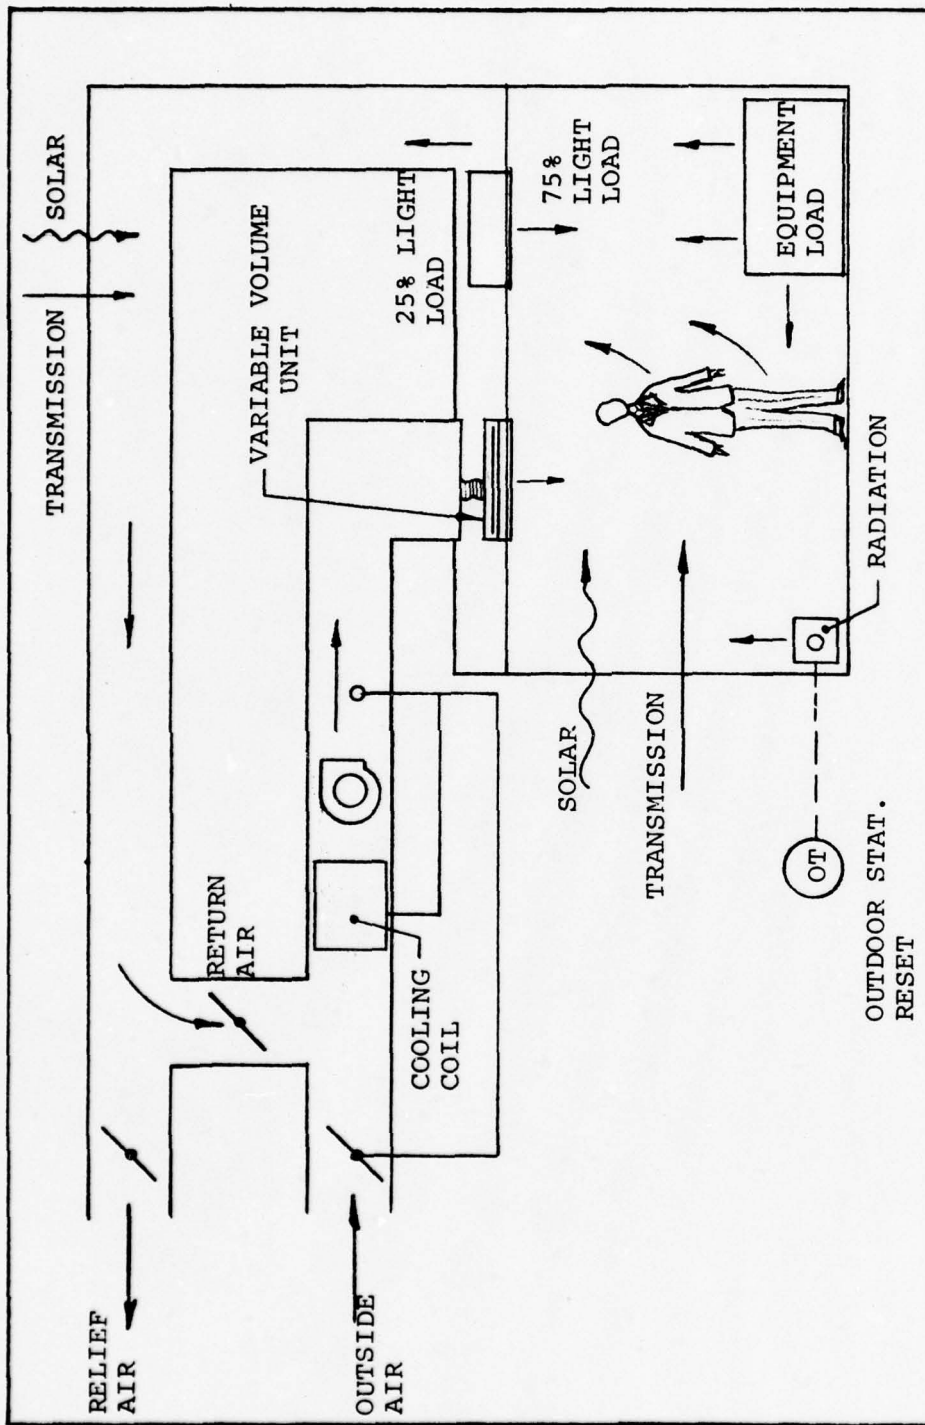 SOLAR
TRANSMISSION
VARIABLE VOLUME
UNIT
25% LIGHT
LOAD
75%
LIGHT
LOAD
EQUIPMENT
LOAD
RELIEF
AIR
RETURN
AIR
OUTSIDE
AIR
COOLING
COIL
SOLAR
TRANSMISSION
RADIATION
OT
OUTDOOR STAT.
RESET